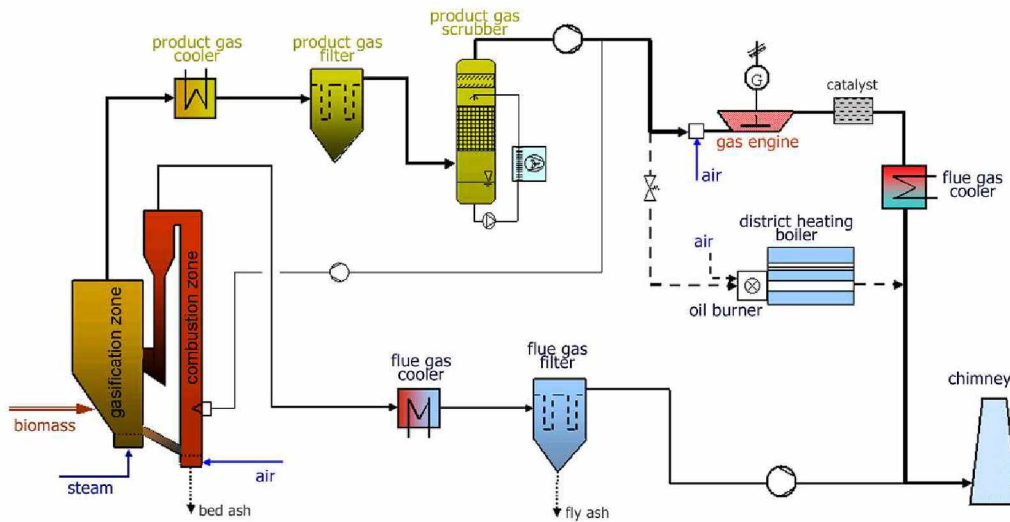 product gas
cooler
product gas
filter
product gas
scrubber
G
catalyst
gas engine
air
flue gas
cooler
district heating
boiler
air
oil burner
gasification zone
combustion zone
flue gas
cooler
flue gas
filter
chimney
biomass
steam
air
bed ash
fly ash